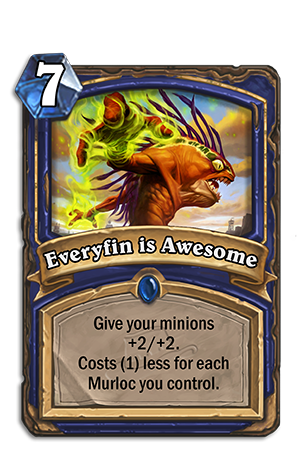 7
Everyfin is Awesome
Give your minions
+2/+2.
Costs (1) less for each
Murloc you control.